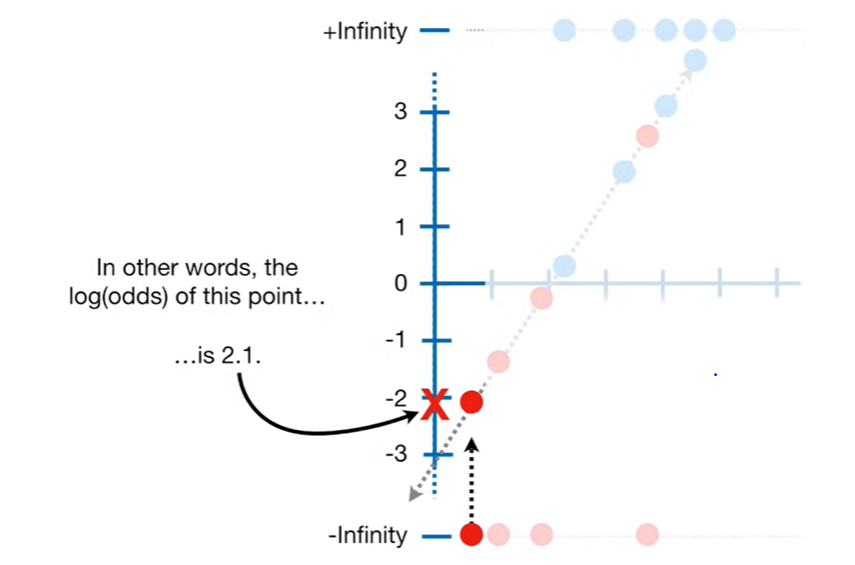 +Infinity
3
2
1
0
-1
-2
-3
-Infinity
In other words, the
log(odds) of this point…
…is 2.1.
X